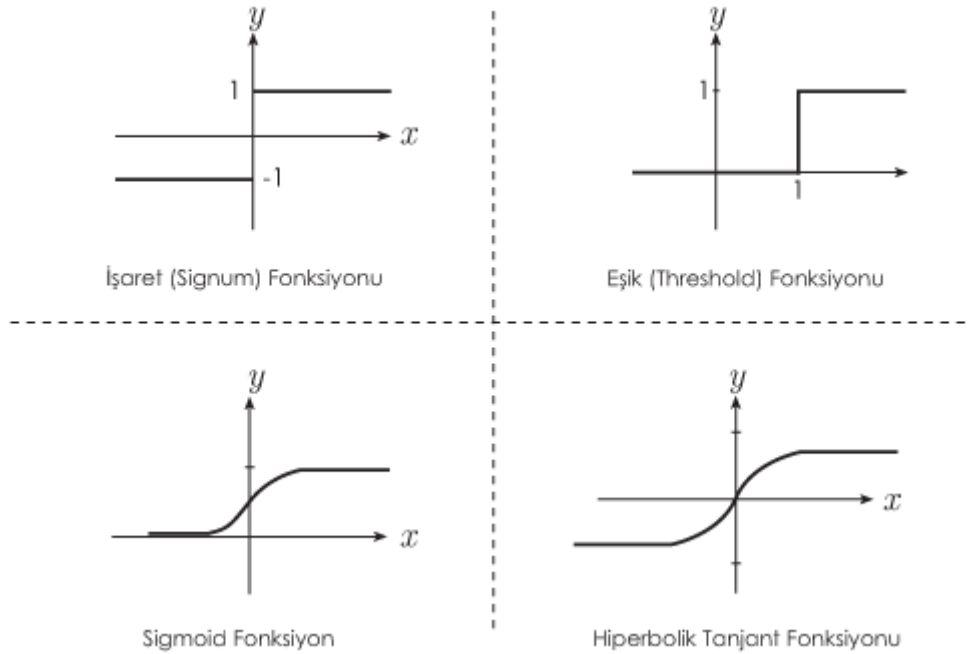 y
1
x
-1
İşaret (Signum) Fonksiyonu
y
1
1
Eşik (Threshold) Fonksiyonu
y
x
Sigmoid Fonksiyon
y
x
Hiperbolik Tanjant Fonksiyonu